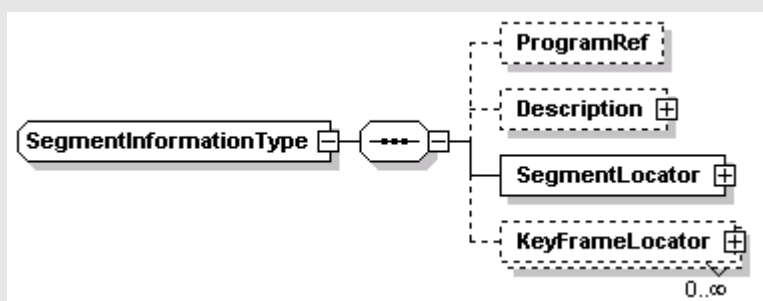 ProgramRef
Description
SegmentInformationType
SegmentLocator
KeyFrameLocator
0..∞